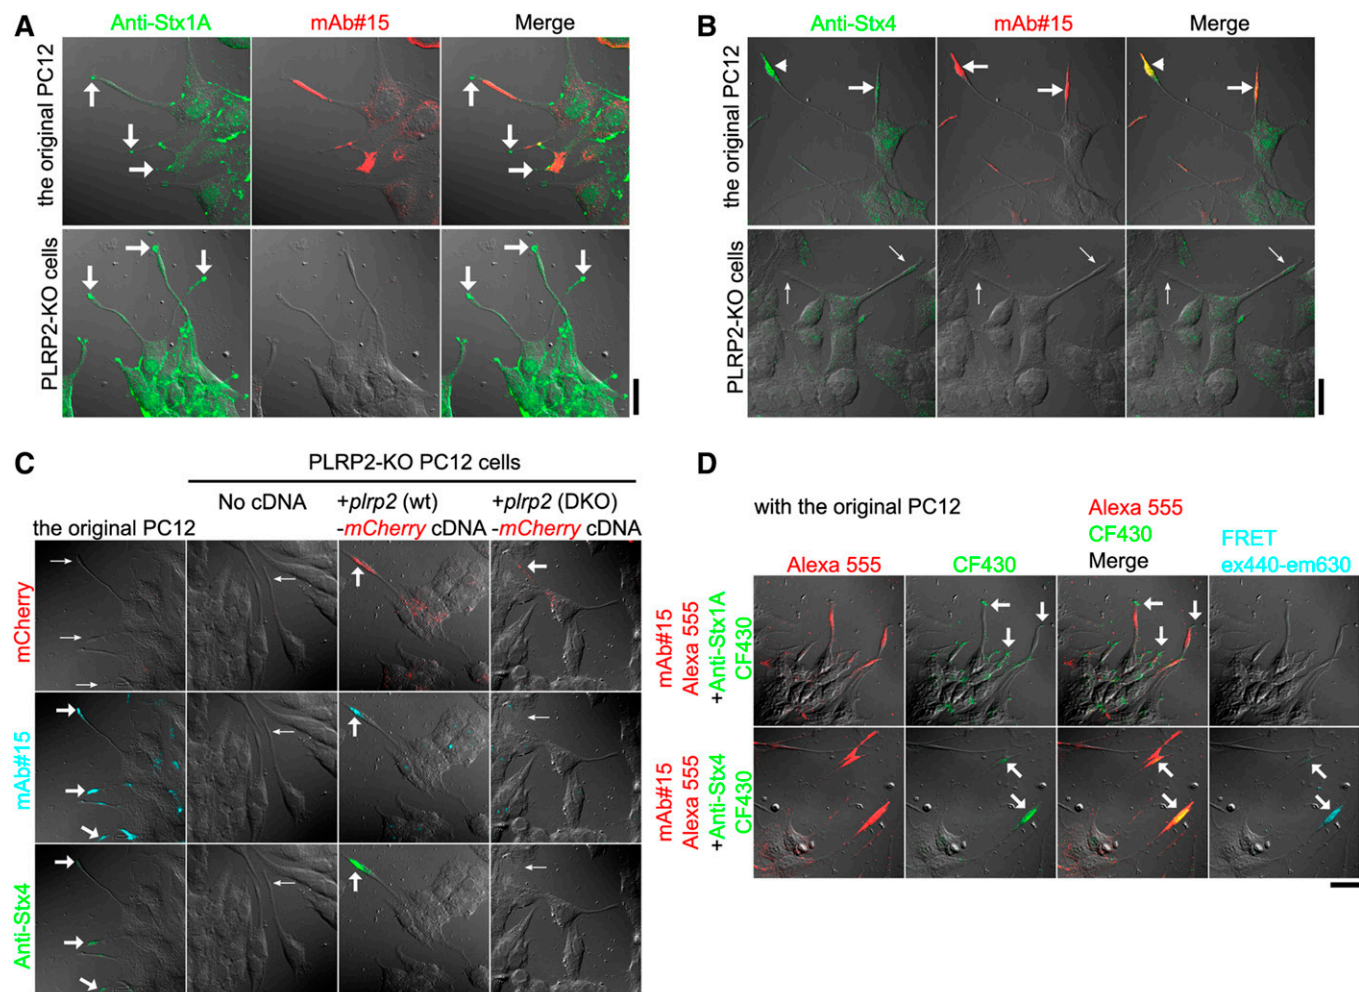 A
Anti-Stx1A
mAb#15
Merge
the original PC12
PLRP2-KO cells
B
Anti-Stx4
mAb#15
Merge
the original PC12
PLRP2-KO cells
C
PLRP2-KO PC12 cells
the original PC12
No cDNA
+plrp2 (wt)
-mCherry cDNA
+plrp2 (DKO)
-mCherry cDNA
mCherry
mAb#15
Anti-Stx4
D
with the original PC12
Alexa 555
CF430
Alexa 555
CF430
Merge
FRET
ex440-em630
mAb#15
Alexa 555
+Anti-Stx1A
CF430
mAb#15
Alexa 555
+Anti-Stx4
CF430